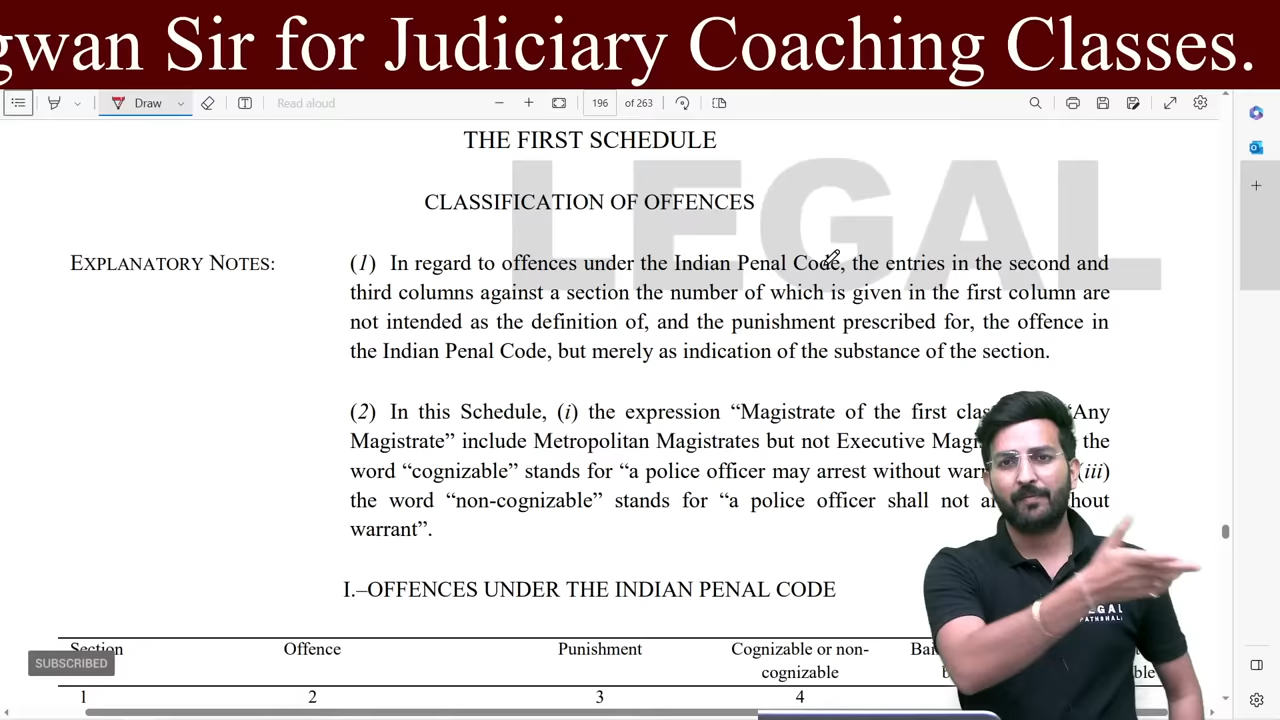 gwan Sir for Judiciary Coaching Classes.
Draw
Read aloud
196 of 263
THE FIRST SCHEDULE
LEGAL
CLASSIFICATION OF OFFENCES
EXPLANATORY NOTES: (1) In regard to offences under the Indian Penal Code, the entries in the second and
third columns against a section the number of which is given in the first column are
not intended as the definition of, and the punishment prescribed for, the offence in
the Indian Penal Code, but merely as indication of the substance of the section.
(2) In this Schedule, (i) the expression “Magistrate of the first “Any
Magistrate” include Metropolitan Magistrates but not Executive the
word “cognizable” stands for “a police officer may arrest without (iii)
the word “non-cognizable” stands for “a police officer shall not
warrant”.
I.–OFFENCES UNDER THE INDIAN PENAL CODE
Section Offence Punishment Cognizable or non-
cognizable
SUBSCRIBED
1 2 3 4